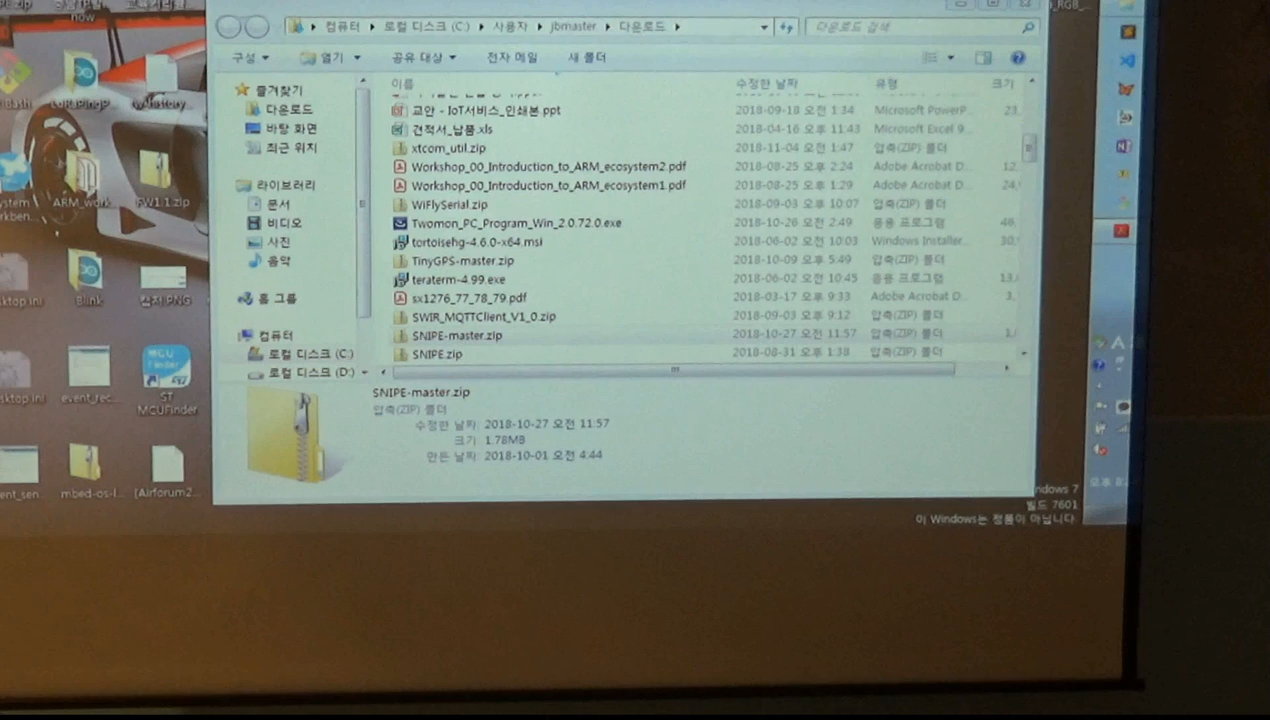 컴퓨터 ▸ 로컬 디스크 (C:) ▸ 사용자 ▸ jbmaster ▸ 다운로드 ▸
다운로드 검색
구성 열기 공유 대상 전자 메일 새 폴더
이름 수정한 날짜 유형 크기
교안 - IoT서비스_인쇄본.ppt 2018-09-18 오전 1:34 Microsoft PowerP...
견적서_납품.xls 2018-04-16 오후 11:43 Microsoft Excel 9...
xtcom_util.zip 2018-11-04 오전 1:47 압축(ZIP) 폴더
Workshop_00_Introduction_to_ARM_ecosystem2.pdf 2018-08-25 오후 2:24 Adobe Acrobat D... 12,
Workshop_00_Introduction_to_ARM_ecosystem1.pdf 2018-08-25 오후 1:29 Adobe Acrobat D... 24,
WiFlySerial.zip 2018-09-03 오후 10:07 압축(ZIP) 폴더
Twomon_PC_Program_Win_2.0.72.0.exe 2018-10-26 오전 2:49 응용 프로그램
tortoisehg-4.6.0-x64.msi 2018-06-02 오전 10:03 Windows Installer... 30,
TinyGPS-master.zip 2018-10-09 오후 5:49 압축(ZIP) 폴더
teraterm-4.99.exe 2018-06-02 오전 10:45 응용 프로그램 13,
sx1276_77_78_79.pdf 2018-03-17 오후 9:33 Adobe Acrobat D... 3,
SWIR_MQTTClient_V1_0.zip 2018-09-03 오후 9:12 압축(ZIP) 폴더
SNIPE-master.zip 2018-10-27 오전 11:57 압축(ZIP) 폴더
SNIPE.zip 2018-08-31 오후 1:38 압축(ZIP) 폴더
즐겨찾기
다운로드
바탕 화면
최근 위치
라이브러리
문서
비디오
사진
음악
홈 그룹
컴퓨터
로컬 디스크 (C:)
로컬 디스크 (D:)
SNIPE-master.zip
압축(ZIP) 폴더
수정한 날짜: 2018-10-27 오전 11:57
크기: 1.78MB
만든 날짜: 2018-10-01 오전 4:44
now
LoRaPingP...
ARM_work...
FW1.1.zip
ktop.ini
Blink
캡처.PNG
sktop.ini
event_rec...
ST
MCUFinder
ent_sen
mbed-os-l...
[Airforum2...
ndows 7
빌드 7601
이 Windows는 정품이 아닙니다.